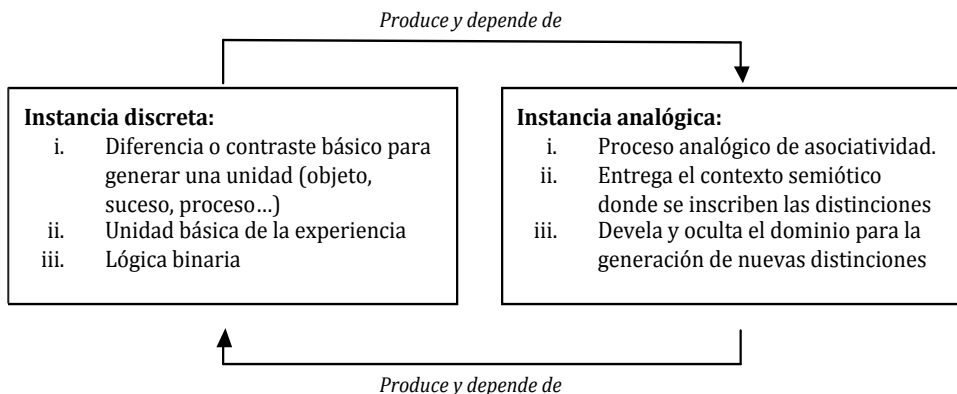 Produce y depende de
Instancia discreta:
i. Diferencia o contraste básico para
generar una unidad (objeto,
suceso, proceso…)
ii. Unidad básica de la experiencia
iii. Lógica binaria
Instancia analógica:
i. Proceso analógico de asociatividad.
ii. Entrega el contexto semiótico
donde se inscriben las distinciones
iii. Devela y oculta el dominio para la
generación de nuevas distinciones
Produce y depende de